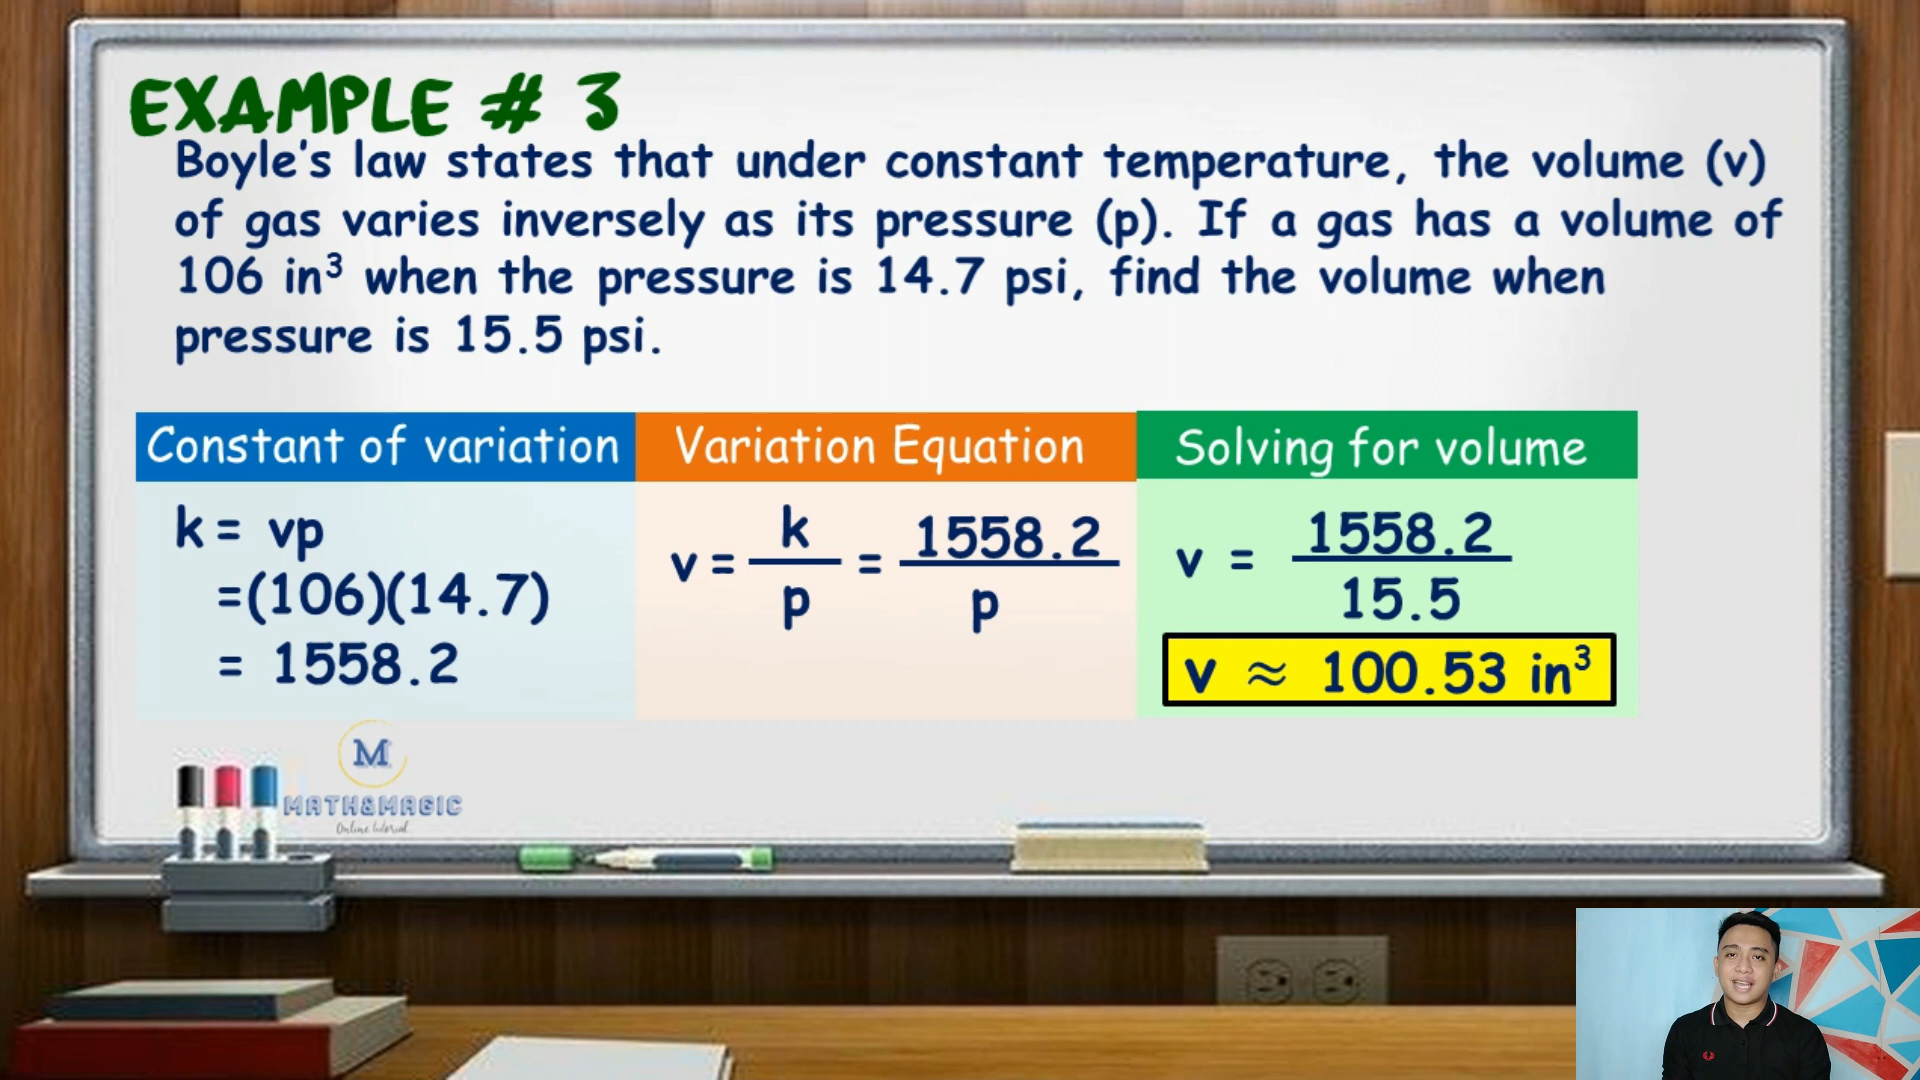 EXAMPLE # 3
Boyle's law states that under constant temperature, the volume (v)
of gas varies inversely as its pressure (p). If a gas has a volume of
106 in³ when the pressure is 14.7 psi, find the volume when
pressure is 15.5 psi.
Constant of variation
k = vp
=(106)(14.7)
= 1558.2
Variation Equation
v = k/p = 1558.2/p
Solving for volume
v = 1558.2/15.5
v ≈ 100.53 in³
M
MATH&MAGIC
Online tutorial